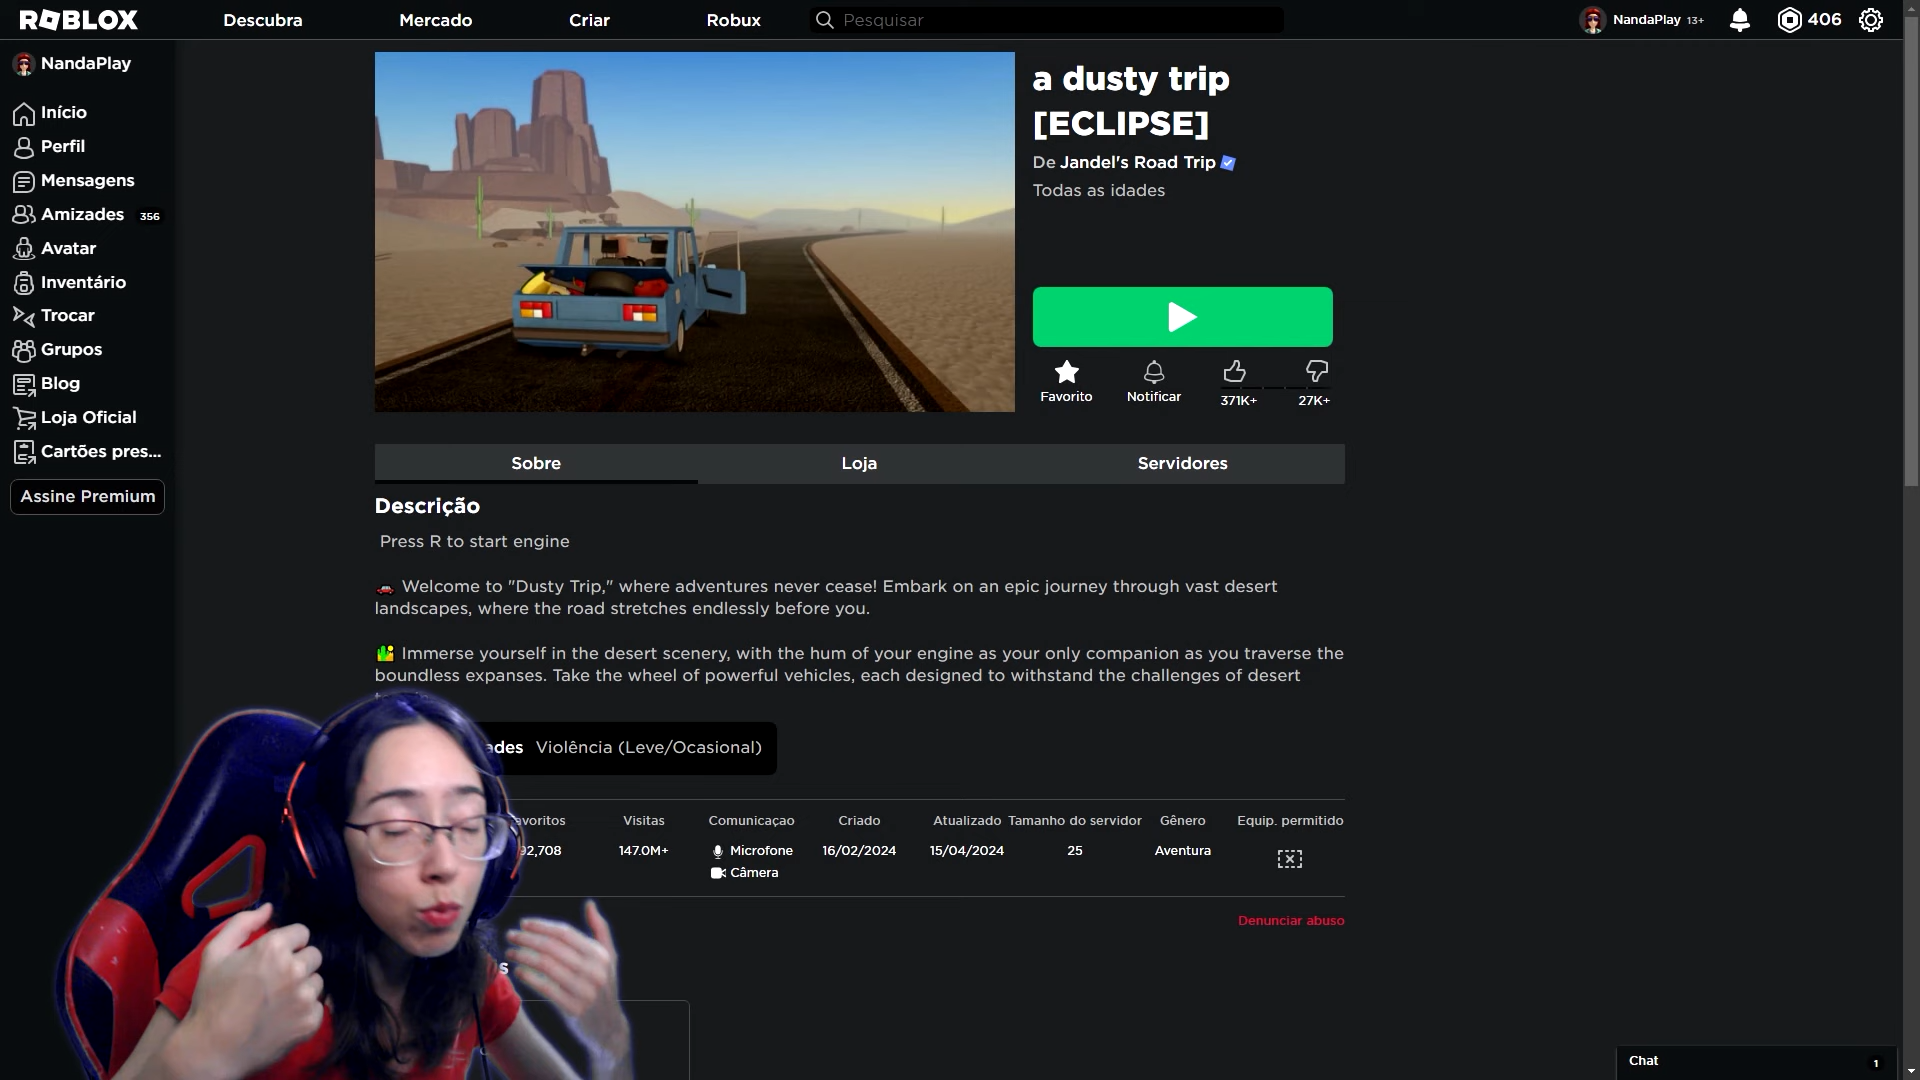 ROBLOX
Descubra
Mercado
Criar
Robux
Pesquisar
NandaPlay 13+
406
NandaPlay
Início
Perfil
Mensagens
Amizades 356
Avatar
Inventário
Trocar
Grupos
Blog
Loja Oficial
Cartões pres...
Assine Premium
a dusty trip
[ECLIPSE]
De Jandel's Road Trip
Todas as idades
Favorito
Notificar
371K+
27K+
Sobre
Loja
Servidores
Descrição
Press R to start engine
Welcome to "Dusty Trip," where adventures never cease! Embark on an epic journey through vast desert
landscapes, where the road stretches endlessly before you.
Immerse yourself in the desert scenery, with the hum of your engine as your only companion as you traverse the
boundless expanses. Take the wheel of powerful vehicles, each designed to withstand the challenges of desert
Violência (Leve/Ocasional)
avoritos
Visitas
Comunicaçao
Criado
Atualizado
Tamanho do servidor
Gênero
Equip. permitido
92,708
147.0M+
Microfone
Câmera
16/02/2024
15/04/2024
25
Aventura
Denunciar abuso
Chat
1